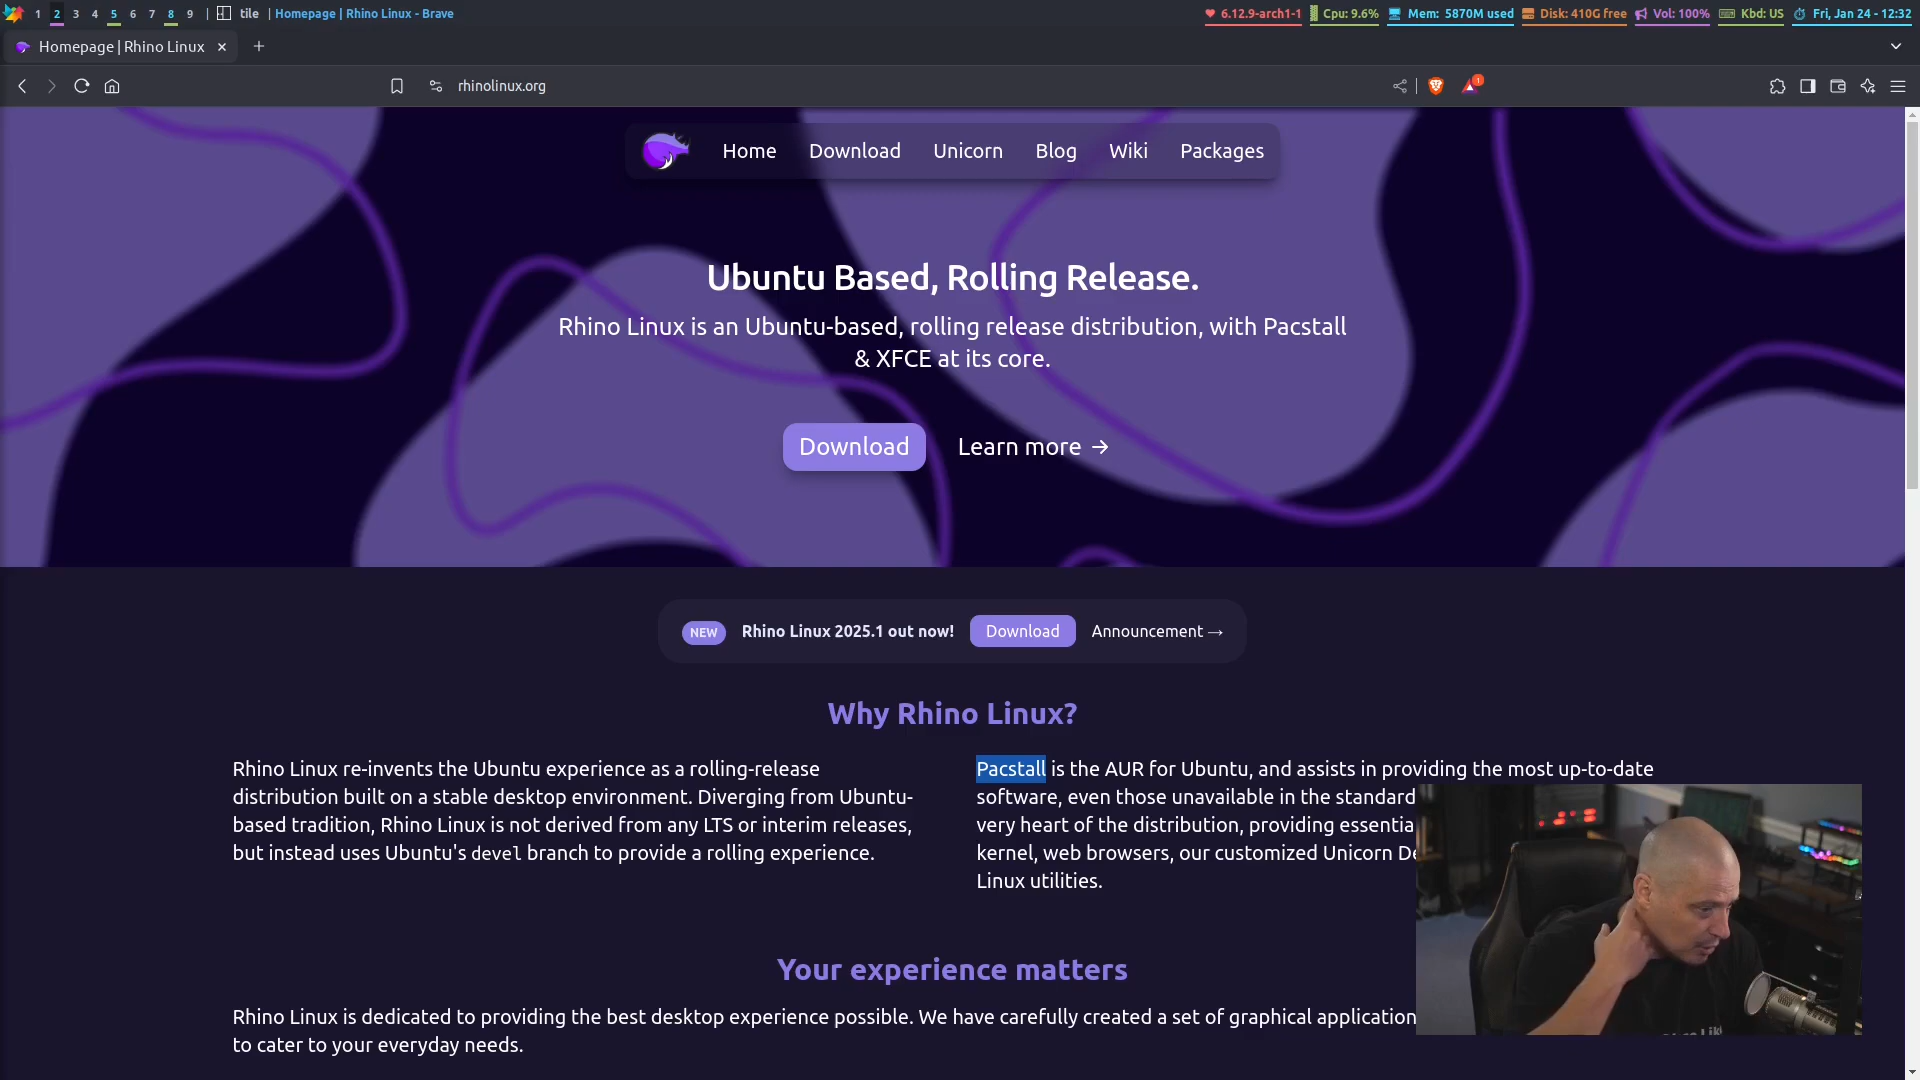 1 2 3 4 5 6 7 8 9 | tile | Homepage | Rhino Linux - Brave
6.12.9-arch1-1 Cpu: 9.6% Mem: 5870M used Disk: 410G free Vol: 100% Kbd: US Fri, Jan 24 - 12:32
Homepage | Rhino Linux
rhinolinux.org
1
Home Download Unicorn Blog Wiki Packages
Ubuntu Based, Rolling Release.
Rhino Linux is an Ubuntu-based, rolling release distribution, with Pacstall
& XFCE at its core.
Download Learn more →
NEW Rhino Linux 2025.1 out now! Download Announcement →
Why Rhino Linux?
Rhino Linux re-invents the Ubuntu experience as a rolling-release
distribution built on a stable desktop environment. Diverging from Ubuntu-
based tradition, Rhino Linux is not derived from any LTS or interim releases,
but instead uses Ubuntu's devel branch to provide a rolling experience.
Pacstall is the AUR for Ubuntu, and assists in providing the most up-to-date
software, even those unavailable in the standard
very heart of the distribution, providing essentia
kernel, web browsers, our customized Unicorn De
Linux utilities.
Your experience matters
Rhino Linux is dedicated to providing the best desktop experience possible. We have carefully created a set of graphical application
to cater to your everyday needs.